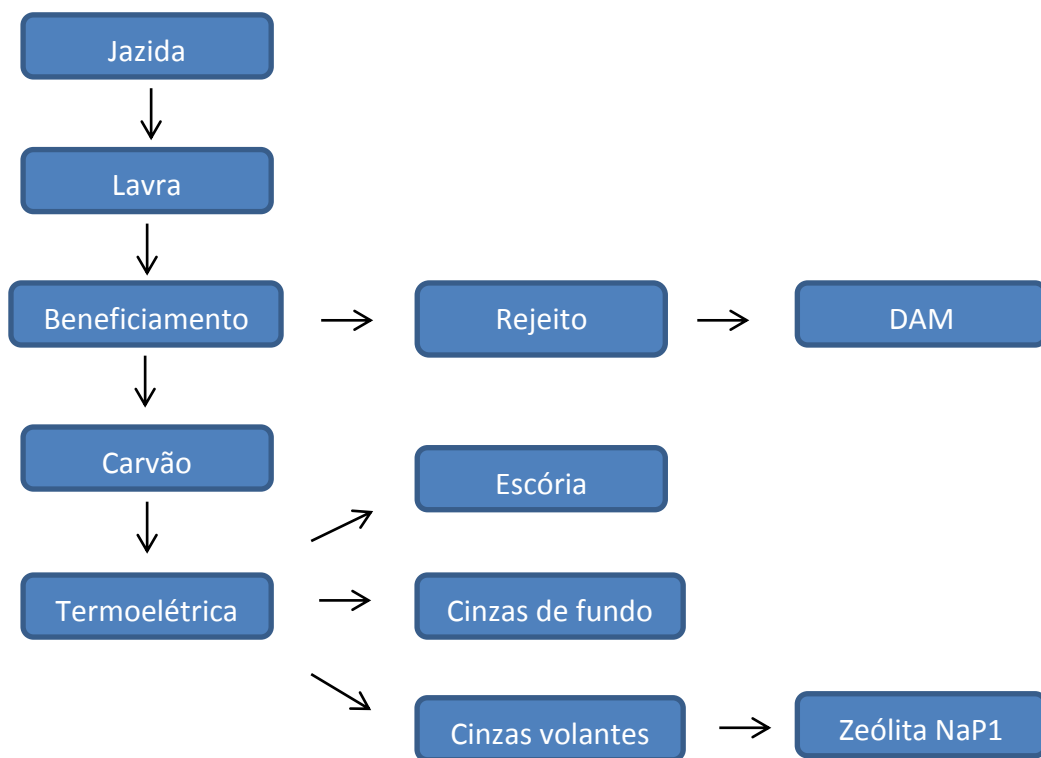 Jazida
Lavra
Beneficiamento
Rejeito
DAM
Carvão
Escória
Termoelétrica
Cinzas de fundo
Cinzas volantes
Zeólita NaP1